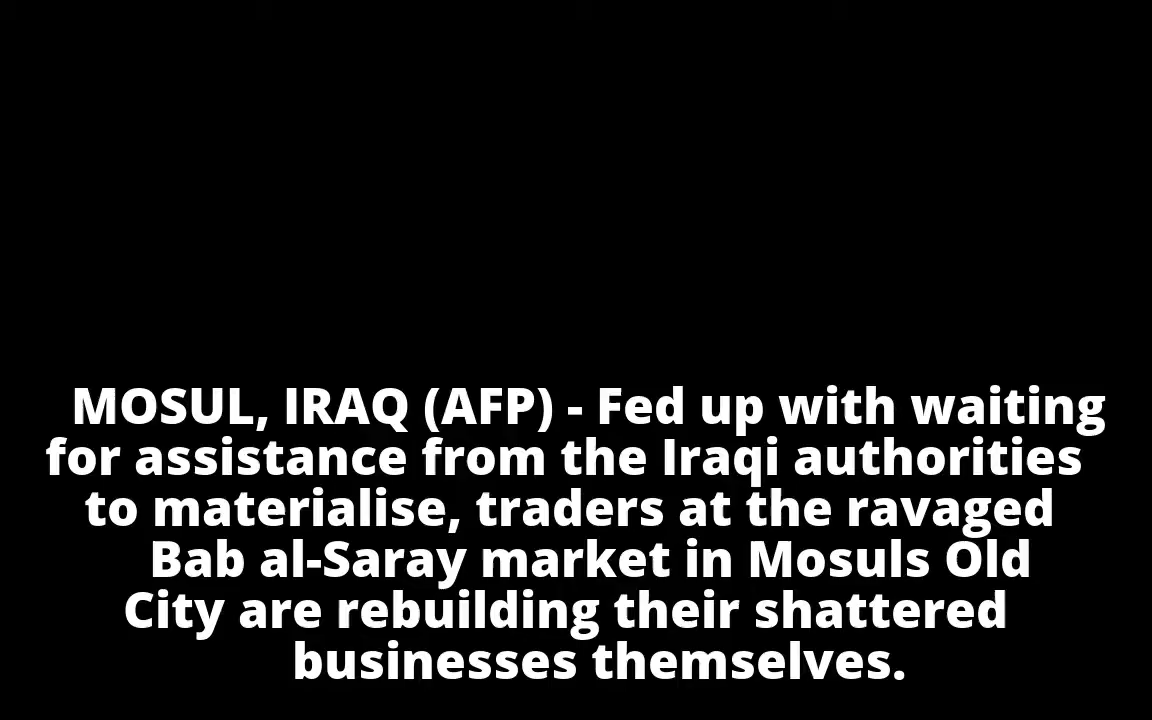 MOSUL, IRAQ (AFP) - Fed up with waiting
for assistance from the Iraqi authorities
to materialise, traders at the ravaged
Bab al-Saray market in Mosuls Old
City are rebuilding their shattered
businesses themselves.